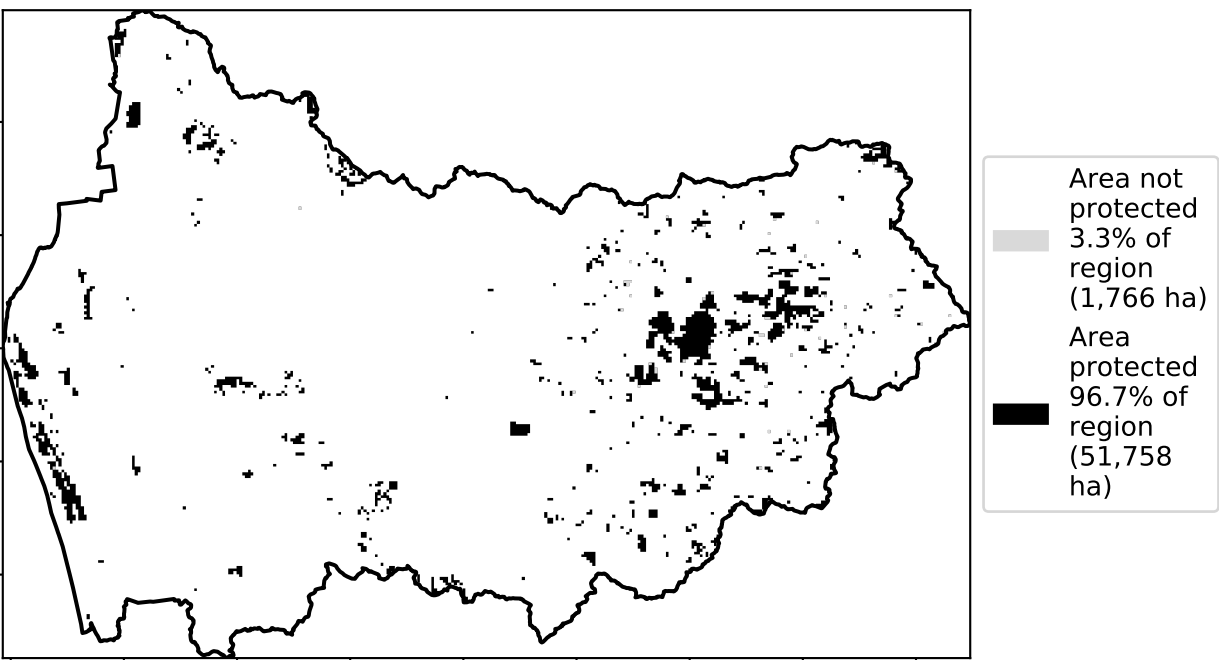 Area not
protected
3.3% of
region
(1,766 ha)
Area
protected
96.7% of
region
(51,758
ha)